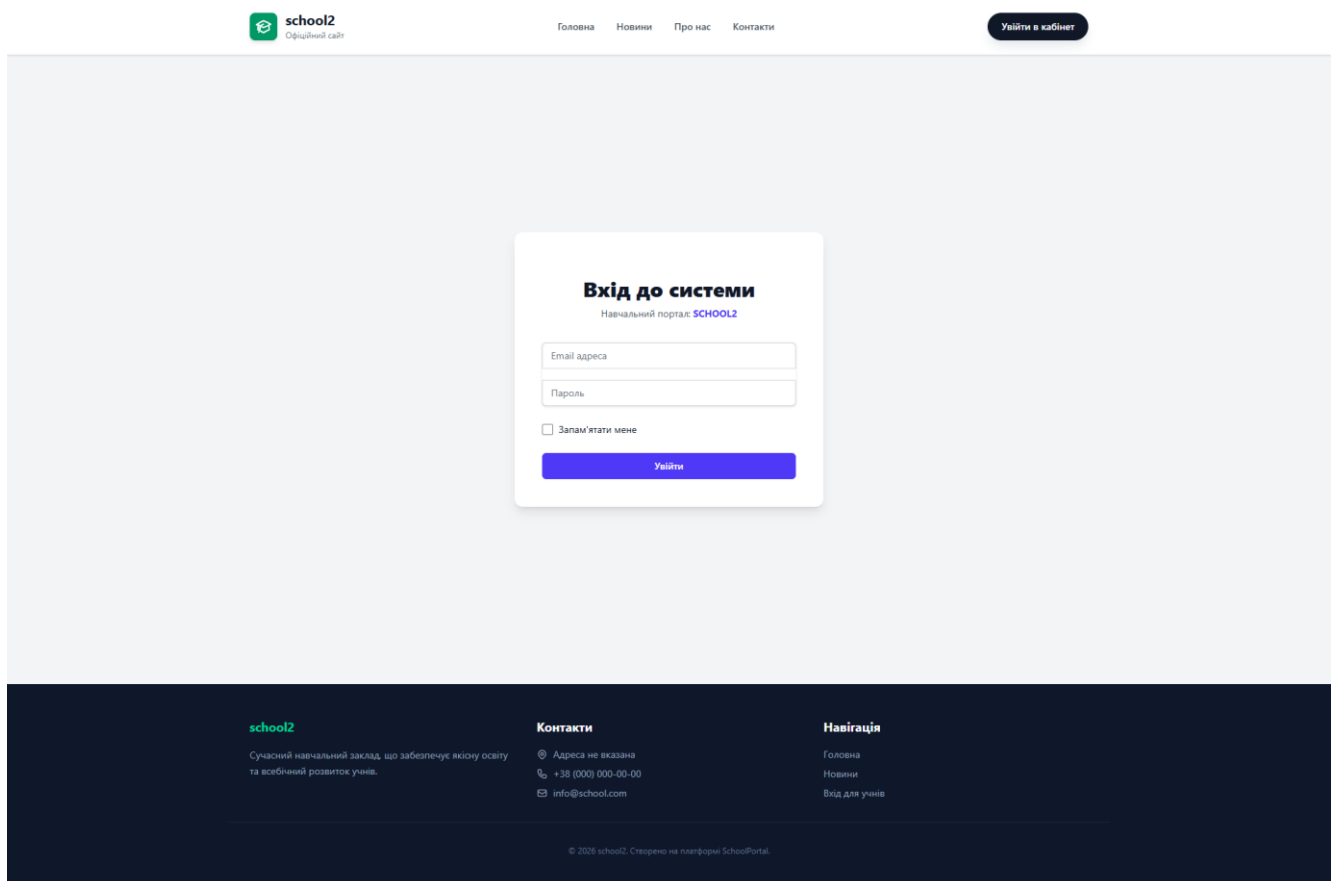 school2
Офіційний сайт
Головна Новини Про нас Контакти
Увійти в кабінет
Вхід до системи
Навчальний портал: SCHOOL2
Email адреса
Пароль
Запам'ятати мене
Увійти
school2
Сучасний навчальний заклад, що забезпечує якісну освіту
та всебічний розвиток учнів.
Контакти
Адреса не вказана
+38 (000) 000-00-00
info@school.com
Навігація
Головна
Новини
Вхід для учнів
© 2026 school2. Створено на платформі SchoolPortal.